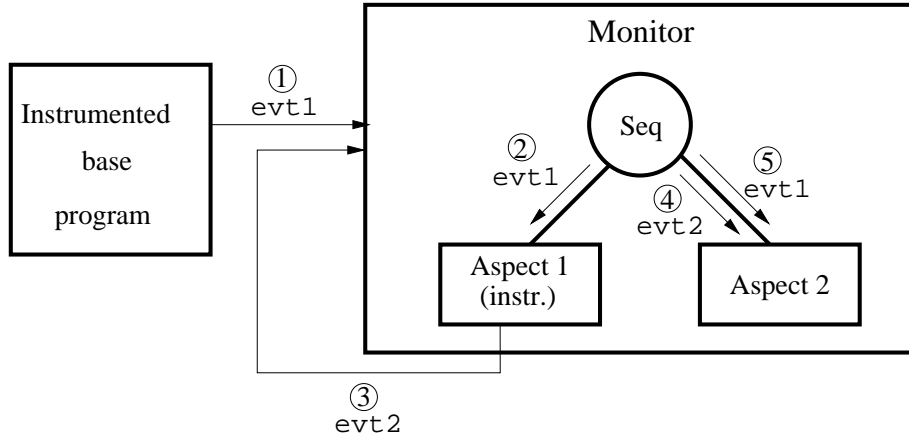 Monitor
Instrumented
base
program
1
evt1
Seq
2
evt1
5
evt1
4
evt2
Aspect 1
(instr.)
Aspect 2
3
evt2